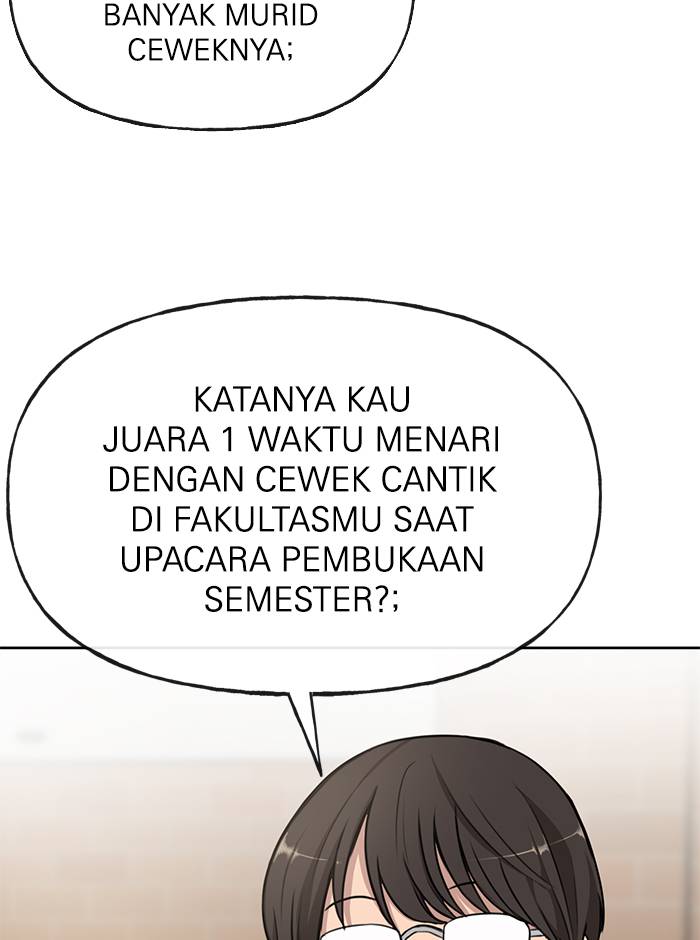 BANYAK MURID
CEWEKNYA;
KATANYA KAU
JUARA 1 WAKTU MENARI
DENGAN CEWEK CANTIK
DI FAKULTASMU SAAT
UPACARA PEMBUKAAN
SEMESTER?;